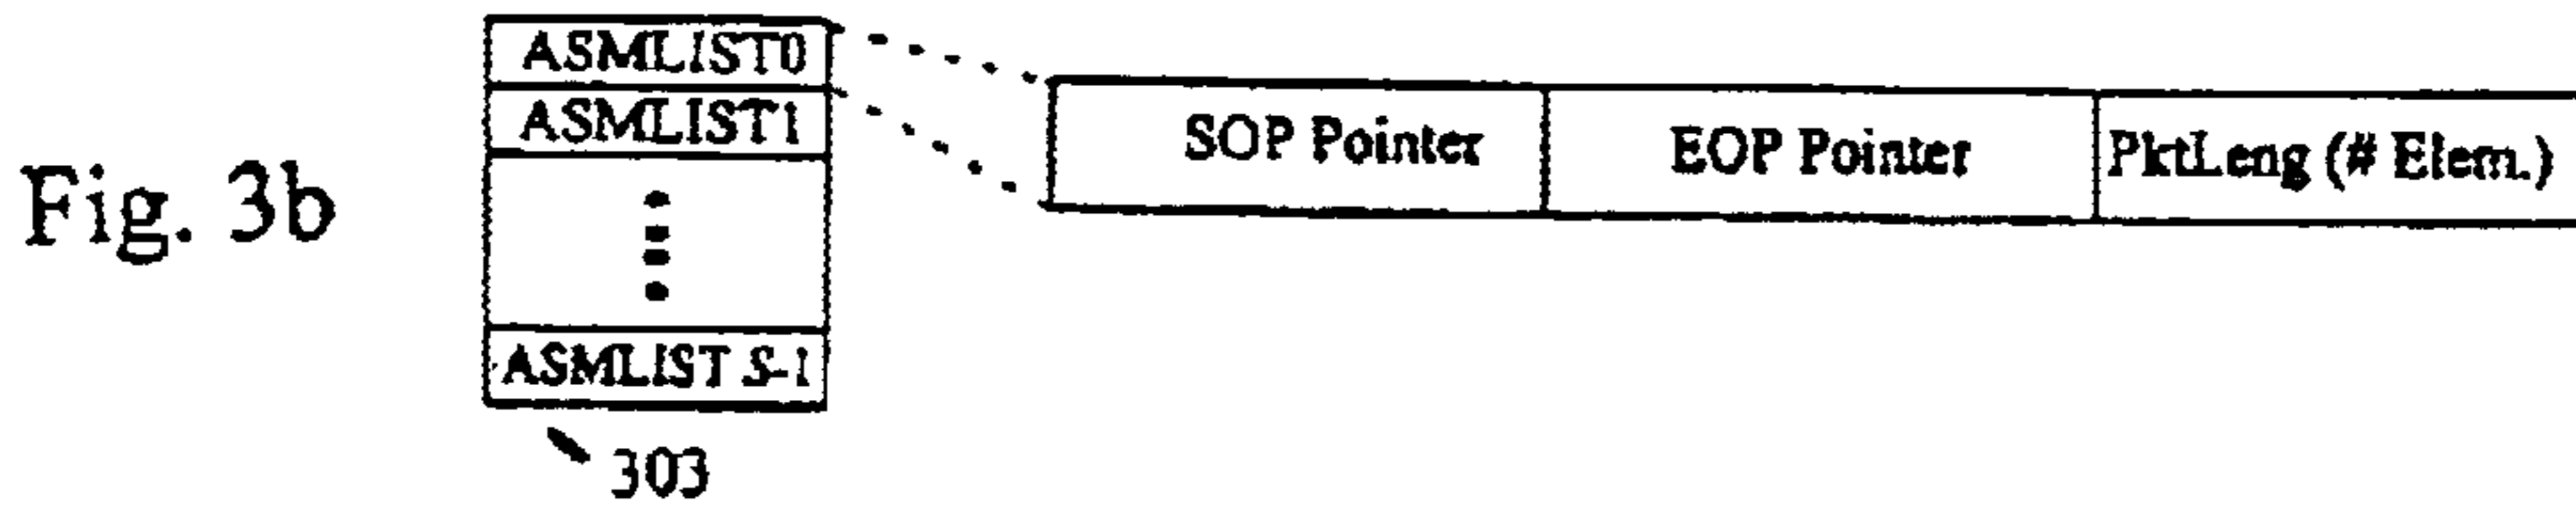 Fig. 3b
ASMLIST0
ASMLIST1
ASMLIST S-1
303
SOP Pointer
EOP Pointer
PktLeng (# Elem.)